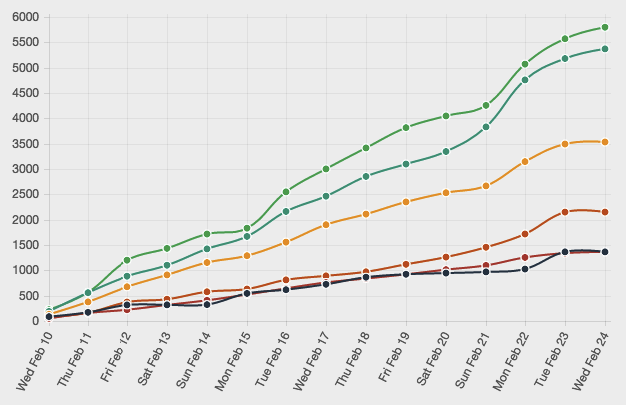 6000
5500
5000
4500
4000
3500
3000
2500
2000
1500
1000
500
0
Wed Feb 10
Thu Feb 11
Fri Feb 12
Sat Feb 13
Sun Feb 14
Mon Feb 15
Tue Feb 16
Wed Feb 17
Thu Feb 18
Fri Feb 19
Sat Feb 20
Sun Feb 21
Mon Feb 22
Tue Feb 23
Wed Feb 24